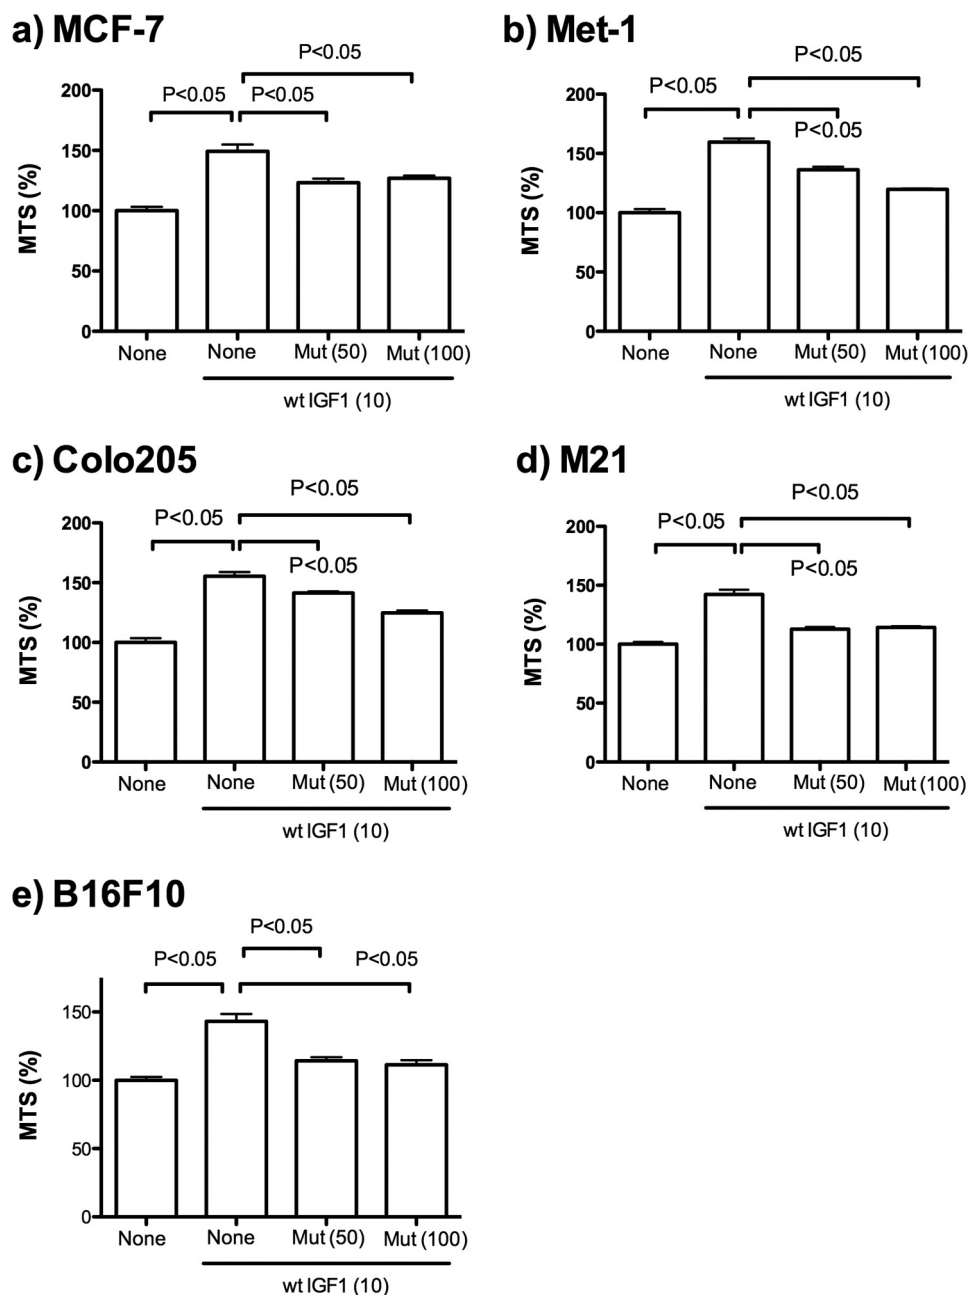 a) MCF-7
P<0.05
P<0.05 P<0.05
200
150
100
50
0
MTS (%)
None None Mut (50) Mut (100)
wt IGF1 (10)
b) Met-1
P<0.05
P<0.05
P<0.05
200
150
100
50
0
MTS (%)
None None Mut (50) Mut (100)
wt IGF1 (10)
c) Colo205
P<0.05
P<0.05
P<0.05
200
150
100
50
0
MTS (%)
None None Mut (50) Mut (100)
wt IGF1 (10)
d) M21
P<0.05
P<0.05
P<0.05
200
150
100
50
0
MTS (%)
None None Mut (50) Mut (100)
wt IGF1 (10)
e) B16F10
P<0.05
P<0.05 P<0.05
150
100
50
0
MTS (%)
None None Mut (50) Mut (100)
wt IGF1 (10)